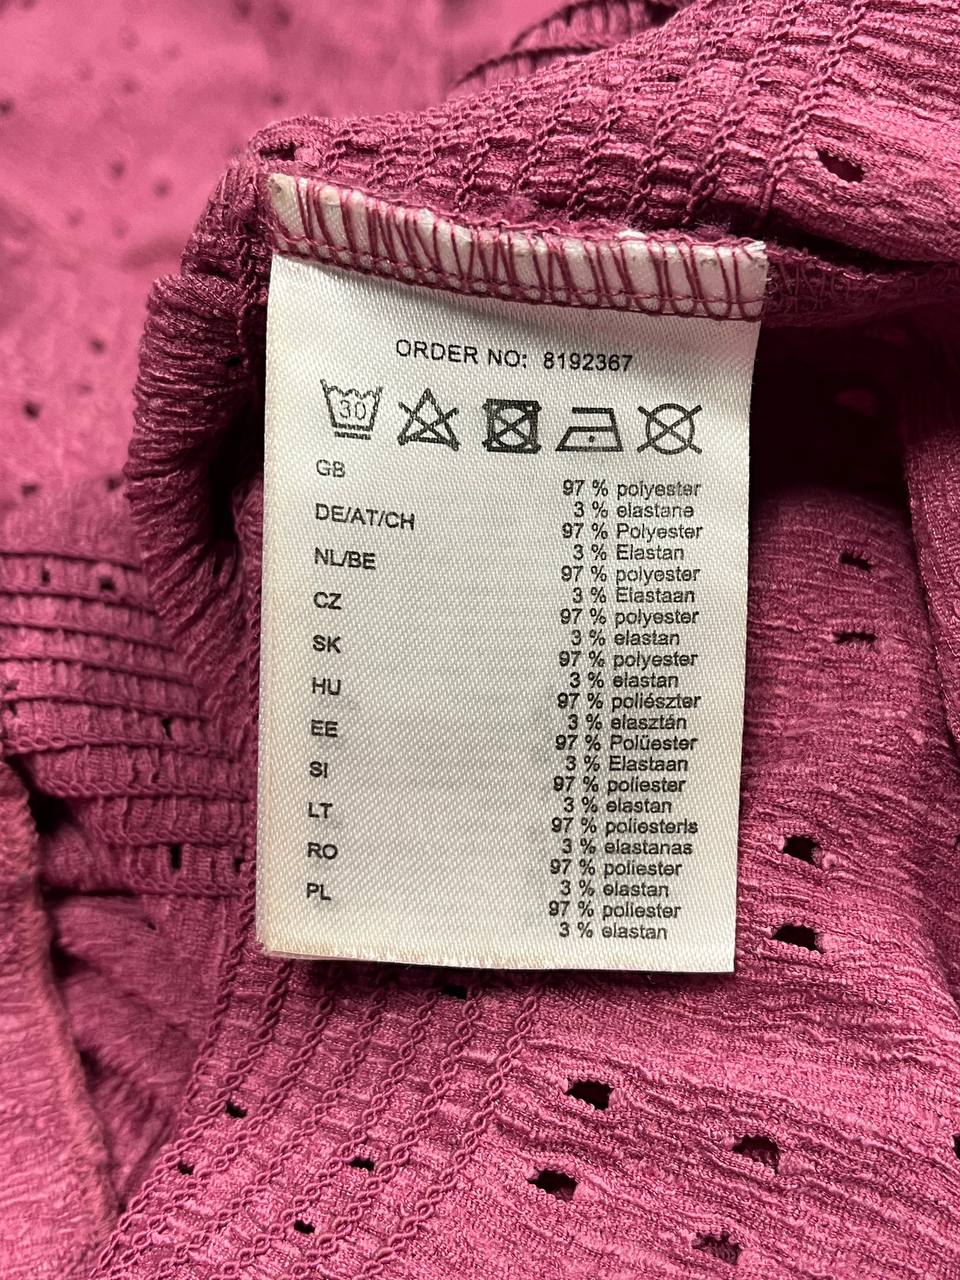 ORDER NO: 8192367
30
GB
97 % polyester
3 % elastane
DE/AT/CH
97 % Polyester
3 % Elastan
NL/BE
97 % polyester
3 % Elastaan
CZ
97 % polyester
3 % elastan
SK
97 % polyester
3 % elastan
HU
97 % poliészter
3 % elasztán
EE
97 % Polüester
3 % Elastaan
SI
97 % poliester
3 % elastan
LT
97 % poliesteris
3 % elastanas
RO
97 % poliester
3 % elastan
PL
97 % poliester
3 % elastan